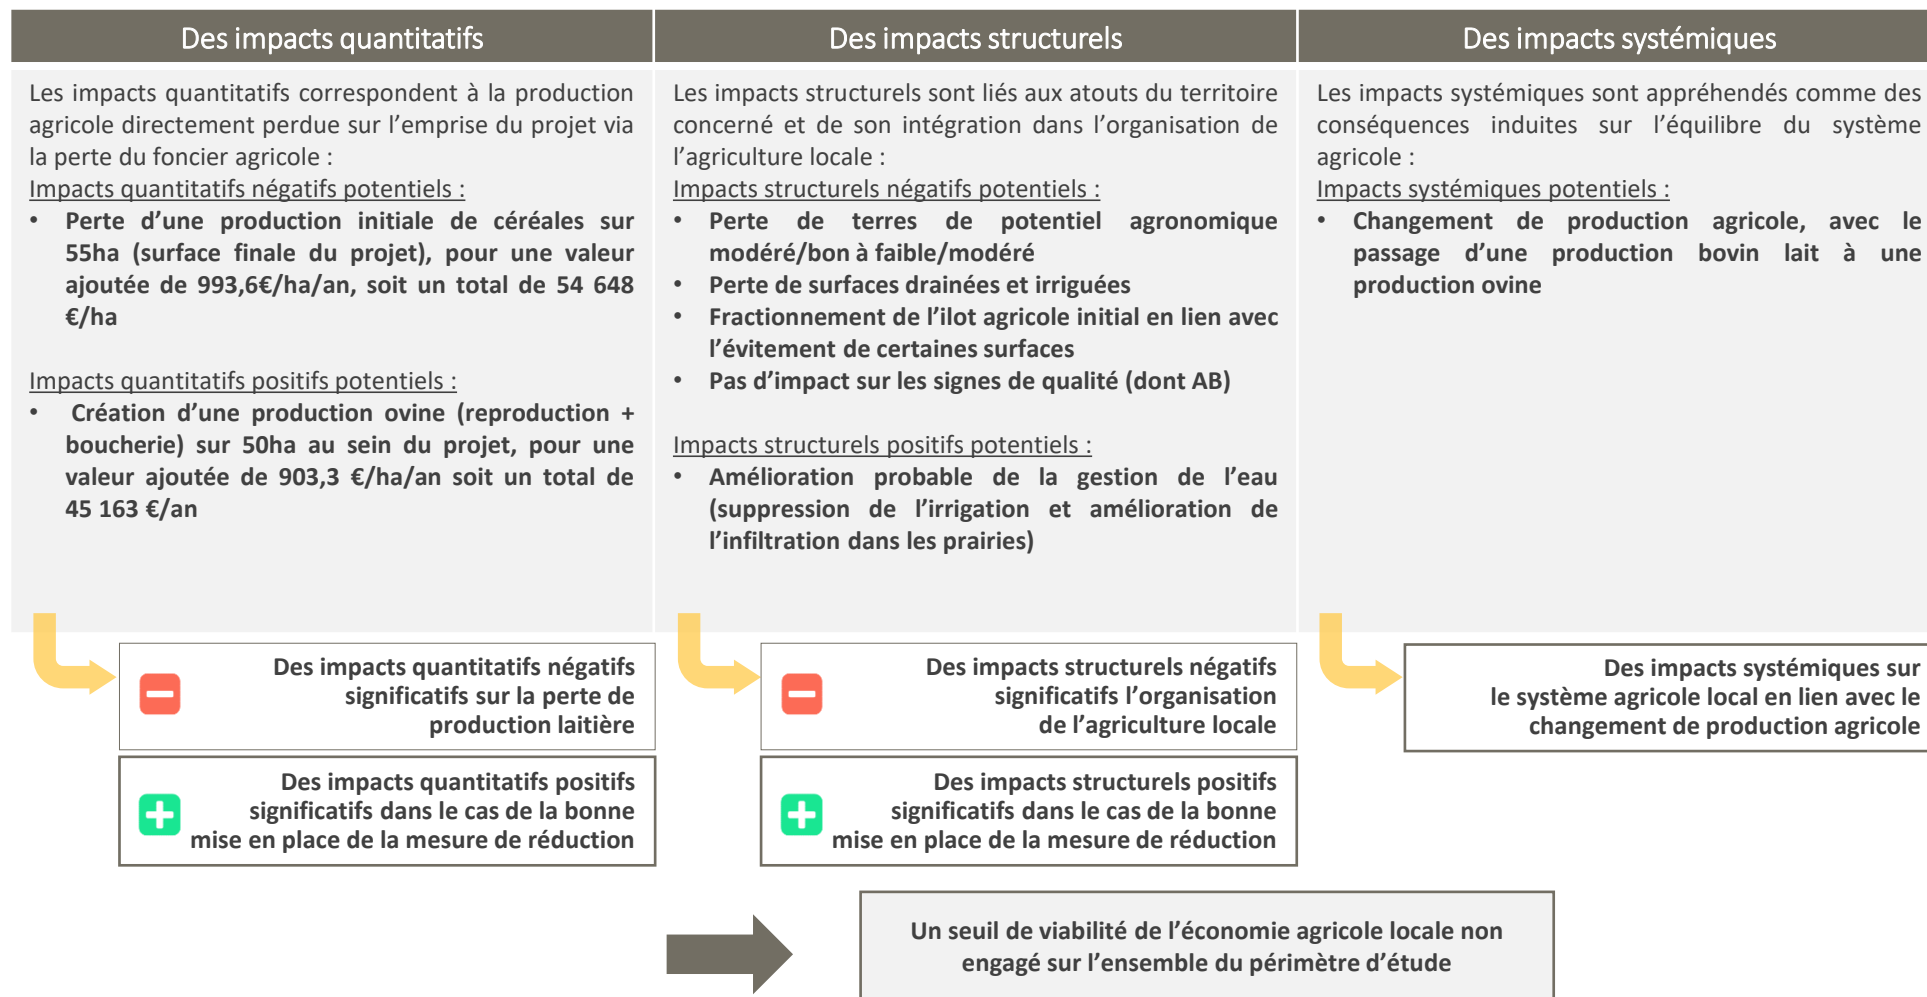 Des impacts quantitatifs
Les impacts quantitatifs correspondent à la production
agricole directement perdue sur l’emprise du projet via
la perte du foncier agricole :
Impacts quantitatifs négatifs potentiels :
• Perte d’une production initiale de céréales sur
55ha (surface finale du projet), pour une valeur
ajoutée de 993,6€/ha/an, soit un total de 54 648
€/ha
Impacts quantitatifs positifs potentiels :
• Création d’une production ovine (reproduction +
boucherie) sur 50ha au sein du projet, pour une
valeur ajoutée de 903,3 €/ha/an soit un total de
45 163 €/an
Des impacts quantitatifs négatifs
significatifs sur la perte de
production laitière
Des impacts quantitatifs positifs
significatifs dans le cas de la bonne
mise en place de la mesure de réduction
Des impacts structurels
Les impacts structurels sont liés aux atouts du territoire
concerné et de son intégration dans l’organisation de
l’agriculture locale :
Impacts structurels négatifs potentiels :
• Perte de terres de potentiel agronomique
modéré/bon à faible/modéré
• Perte de surfaces drainées et irriguées
• Fractionnement de l’ilot agricole initial en lien avec
l’évitement de certaines surfaces
• Pas d’impact sur les signes de qualité (dont AB)
Impacts structurels positifs potentiels :
• Amélioration probable de la gestion de l’eau
(suppression de l’irrigation et amélioration de
l’infiltration dans les prairies)
Des impacts structurels négatifs
significatifs l’organisation
de l’agriculture locale
Des impacts structurels positifs
significatifs dans le cas de la bonne
mise en place de la mesure de réduction
Des impacts systémiques
Les impacts systémiques sont appréhendés comme des
conséquences induites sur l’équilibre du système
agricole :
Impacts systémiques potentiels :
• Changement de production agricole, avec le
passage d’une production bovin lait à une
production ovine
Des impacts systémiques sur
le système agricole local en lien avec le
changement de production agricole
Un seuil de viabilité de l’économie agricole locale non
engagé sur l’ensemble du périmètre d’étude